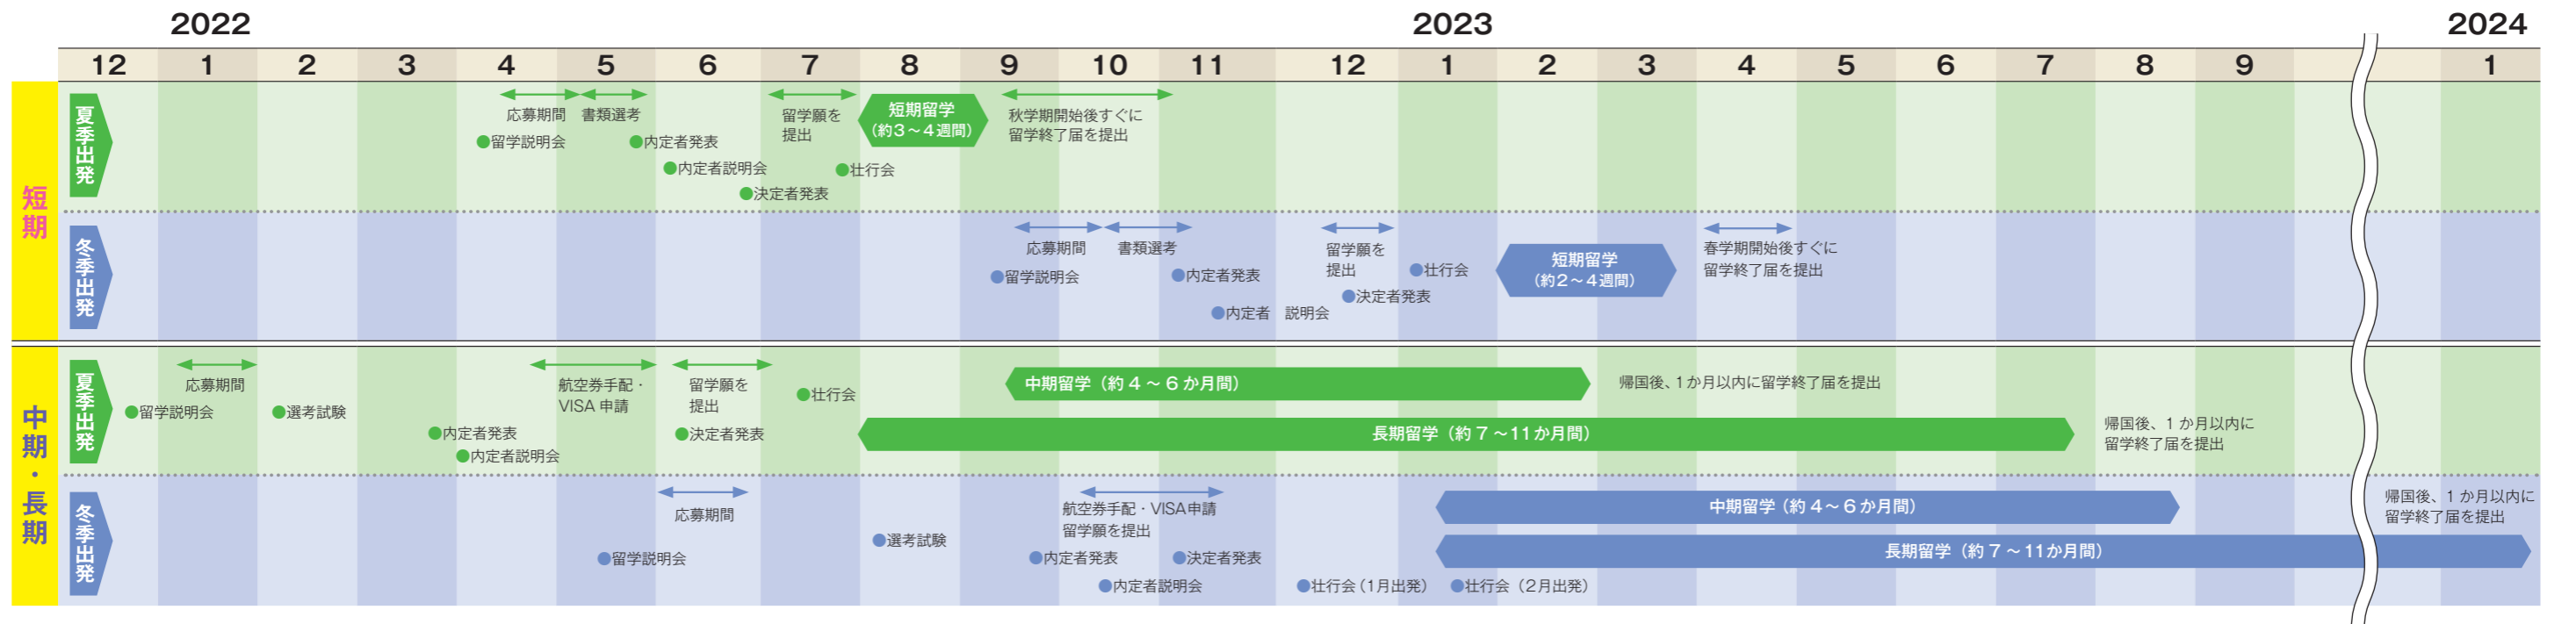 2022
2023
2024
12 1 2 3 4 5 6 7 8 9 10 11 12 1 2 3 4 5 6 7 8 9 1
短期
夏季出発
応募期間
書類選考
留学願を
提出
短期留学
(約3～4週間)
秋学期開始後すぐに
留学終了届を提出
留学説明会
内定者発表
内定者説明会
壮行会
決定者発表
冬季出発
応募期間
書類選考
留学願を
提出
短期留学
(約2～4週間)
春学期開始後すぐに
留学終了届を提出
留学説明会
内定者発表
壮行会
決定者発表
内定者 説明会
中期・長期
夏季出発
応募期間
航空券手配・
VISA 申請
留学願を
提出
壮行会
中期留学（約 4 ～ 6 か月間）
帰国後、1か月以内に留学終了届を提出
留学説明会
選考試験
内定者発表
決定者発表
長期留学（約 7 ～11か月間）
帰国後、1 か月以内に
留学終了届を提出
内定者説明会
冬季出発
応募期間
航空券手配・VISA申請
留学願を提出
中期留学（約 4～ 6 か月間）
帰国後、1 か月以内に
留学終了届を提出
選考試験
留学説明会
内定者発表
決定者発表
長期留学（約 7 ～11か月間）
内定者説明会
壮行会（1月出発）
壮行会（2月出発）